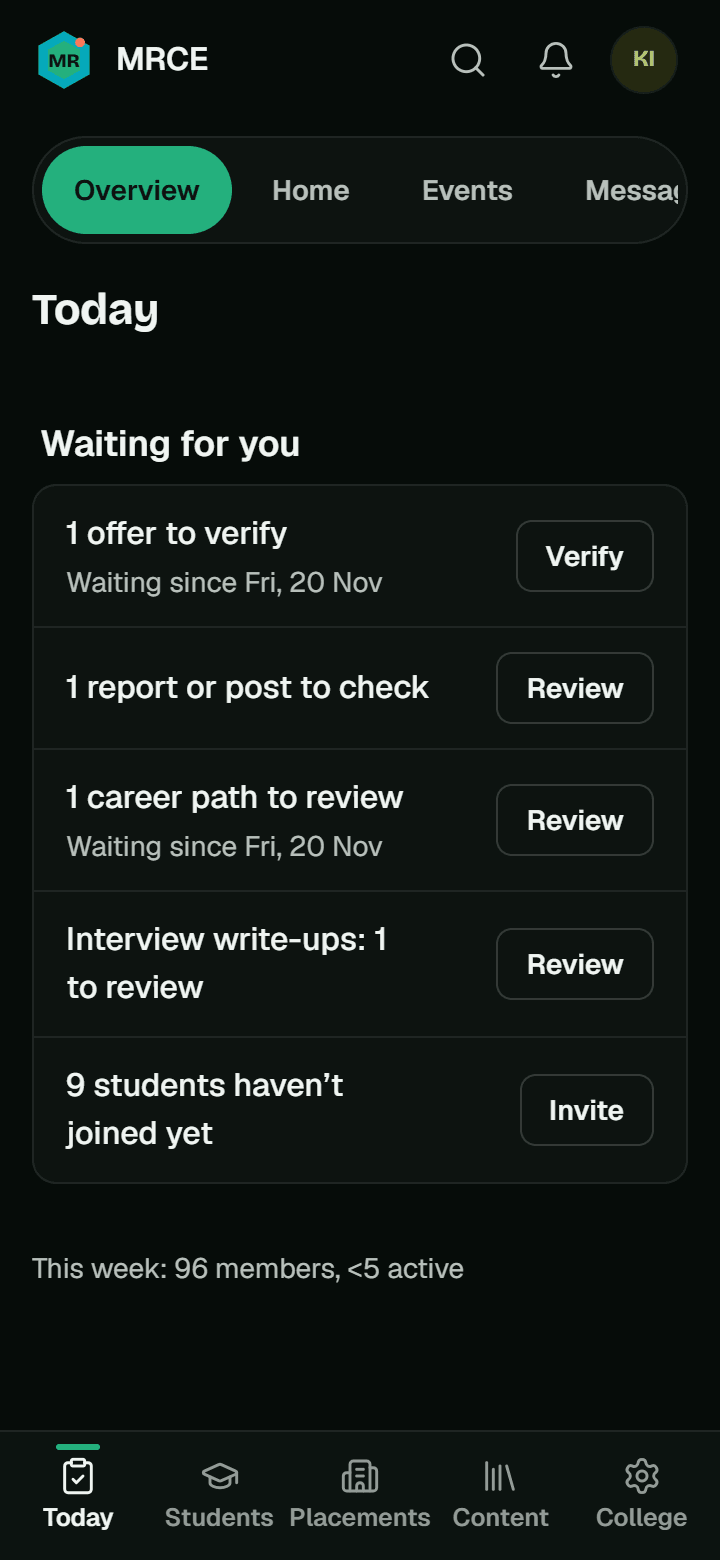 MR
MRCE
KI
Overview
Home
Events
Today
Waiting for you
1 offer to verify
Waiting since Fri, 20 Nov
Verify
1 report or post to check
Review
1 career path to review
Waiting since Fri, 20 Nov
Review
Interview write-ups: 1
to review
Review
9 students haven’t
joined yet
Invite
This week: 96 members, <5 active
Today
Students
Placements
Content
College